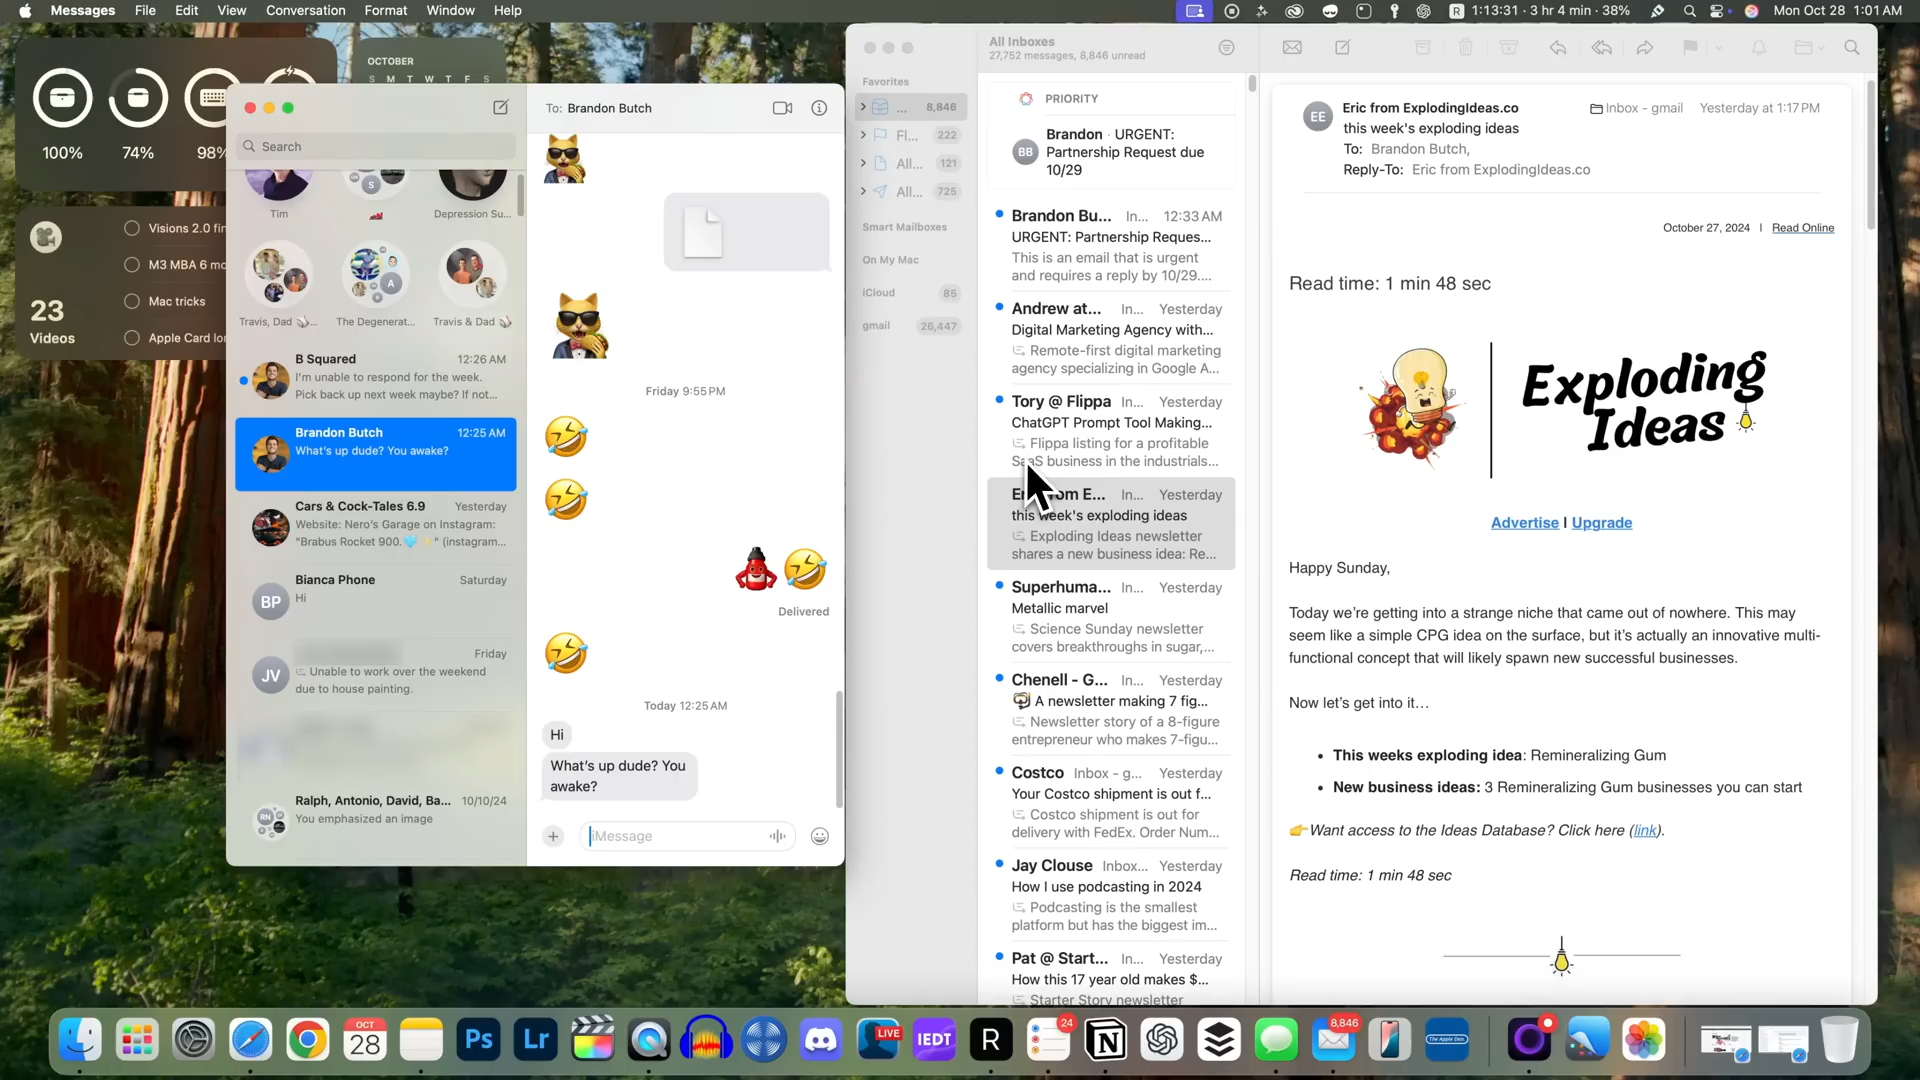 Messages File Edit View Conversation Format Window Help
R 1:13:31 · 3 hr 4 min · 38% Mon Oct 28 1:01 AM
100% 74% 98%
OCTOBER
S M T W T F S
23
Videos
Visions 2.0 fin
M3 MBA 6 mo
Mac tricks
Apple Card lon
Search
S
Tim
Depression Su...
A
R
Travis, Dad ...
The Degenerat...
Travis & Dad
B Squared 12:26 AM
I'm unable to respond for the week.
Pick back up next week maybe? If not...
Brandon Butch 12:25 AM
What's up dude? You awake?
Cars & Cock-Tales 6.9 Yesterday
Website: Nero's Garage on Instagram:
"Brabus Rocket 900. " (instagram...
BP
Bianca Phone Saturday
Hi
JV
Friday
Unable to work over the weekend
due to house painting.
RN
Ralph, Antonio, David, Ba... 10/10/24
You emphasized an image
To: Brandon Butch
Friday 9:55 PM
Delivered
Today 12:25 AM
Hi
What's up dude? You
awake?
iMessage
Favorites
... 8,846
Fl... 222
All... 121
All... 725
Smart Mailboxes
On My Mac
iCloud 85
gmail 26,447
All Inboxes
27,752 messages, 8,846 unread
PRIORITY
BB
Brandon · URGENT:
Partnership Request due
10/29
Brandon Bu... In... 12:33 AM
URGENT: Partnership Reques...
This is an email that is urgent
and requires a reply by 10/29....
Andrew at... In... Yesterday
Digital Marketing Agency with...
Remote-first digital marketing
agency specializing in Google A...
Tory @ Flippa In... Yesterday
ChatGPT Prompt Tool Making...
Flippa listing for a profitable
SaaS business in the industrials...
Eric from E... In... Yesterday
this week's exploding ideas
Exploding Ideas newsletter
shares a new business idea: Re...
Superhuma... In... Yesterday
Metallic marvel
Science Sunday newsletter
covers breakthroughs in sugar,...
Chenell - G... In... Yesterday
A newsletter making 7 fig...
Newsletter story of a 8-figure
entrepreneur who makes 7-figu...
Costco Inbox - g... Yesterday
Your Costco shipment is out f...
Costco shipment is out for
delivery with FedEx. Order Num...
Jay Clouse Inbox... Yesterday
How I use podcasting in 2024
Podcasting is the smallest
platform but has the biggest im...
Pat @ Start... In... Yesterday
How this 17 year old makes $...
Starter Story newsletter
EE
Eric from ExplodingIdeas.co Inbox - gmail Yesterday at 1:17 PM
this week's exploding ideas
To: Brandon Butch,
Reply-To: Eric from ExplodingIdeas.co
October 27, 2024 | Read Online
Read time: 1 min 48 sec
Exploding
Ideas
Advertise | Upgrade
Happy Sunday,
Today we're getting into a strange niche that came out of nowhere. This may
seem like a simple CPG idea on the surface, but it's actually an innovative multi-
functional concept that will likely spawn new successful businesses.
Now let's get into it…
• This weeks exploding idea: Remineralizing Gum
• New business ideas: 3 Remineralizing Gum businesses you can start
Want access to the Ideas Database? Click here (link).
Read time: 1 min 48 sec
OCT
28
Ps
Lr
LIVE
IEDT
R
24
N
8,846
The Apple Dev.